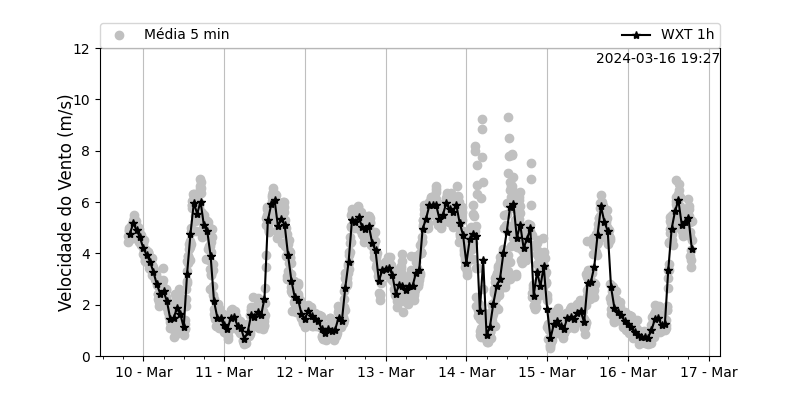 Média 5 min
WXT 1h
2024-03-16 19:27
Velocidade do Vento (m/s)
12
10
8
6
4
2
0
10 - Mar
11 - Mar
12 - Mar
13 - Mar
14 - Mar
15 - Mar
16 - Mar
17 - Mar